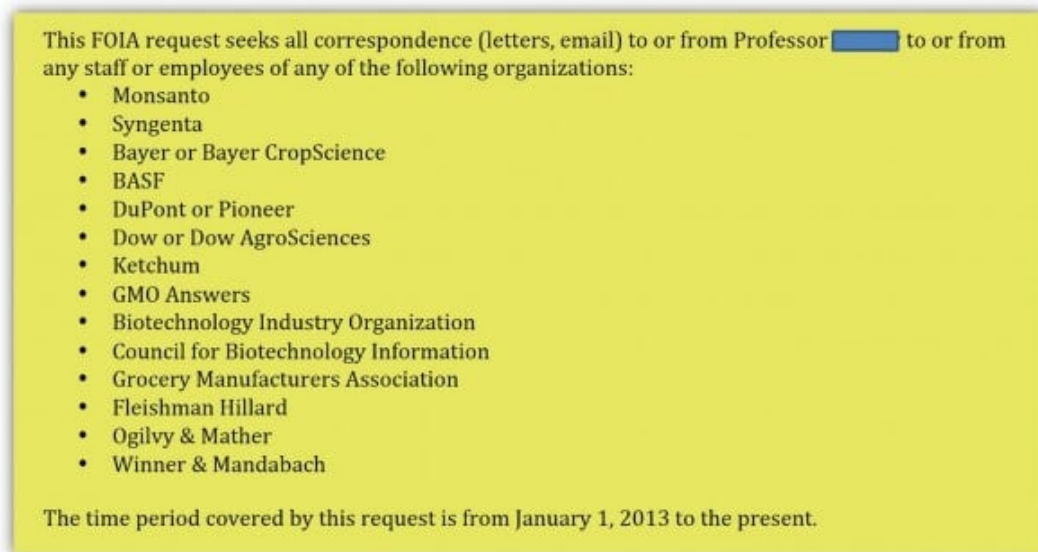 This FOIA request seeks all correspondence (letters, email) to or from Professor to or from
any staff or employees of any of the following organizations:
• Monsanto
• Syngenta
• Bayer or Bayer CropScience
• BASF
• DuPont or Pioneer
• Dow or Dow AgroSciences
• Ketchum
• GMO Answers
• Biotechnology Industry Organization
• Council for Biotechnology Information
• Grocery Manufacturers Association
• Fleishman Hillard
• Ogilvy & Mather
• Winner & Mandabach
The time period covered by this request is from January 1, 2013 to the present.